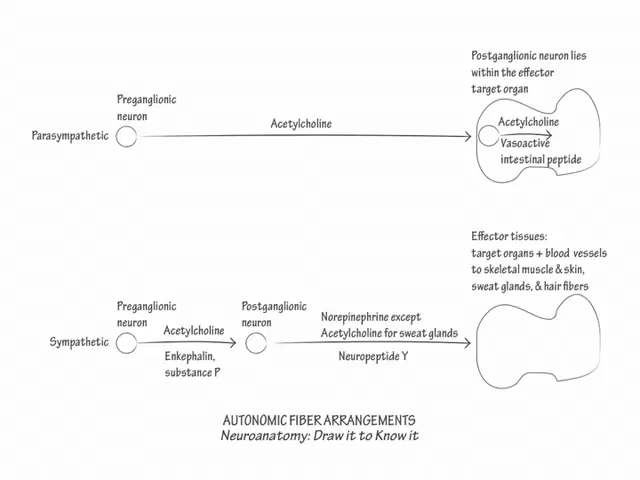 Postganglionic neuron lies
within the effector
target organ
Preganglionic
neuron
Acetylcholine
Acetylcholine
Parasympathetic
Vasoactive
intestinal peptide
Effector tissues:
target organs + blood vessels
to skeletal muscle & skin,
sweat glands, & hair fibers
Preganglionic
neuron
Postganglionic
neuron
Norepinephrine except
Acetylcholine for sweat glands
Acetylcholine
Sympathetic
Enkephalin,
substance P
Neuropeptide Y
AUTONOMIC FIBER ARRANGEMENTS
Neuroanatomy: Draw it to Know it